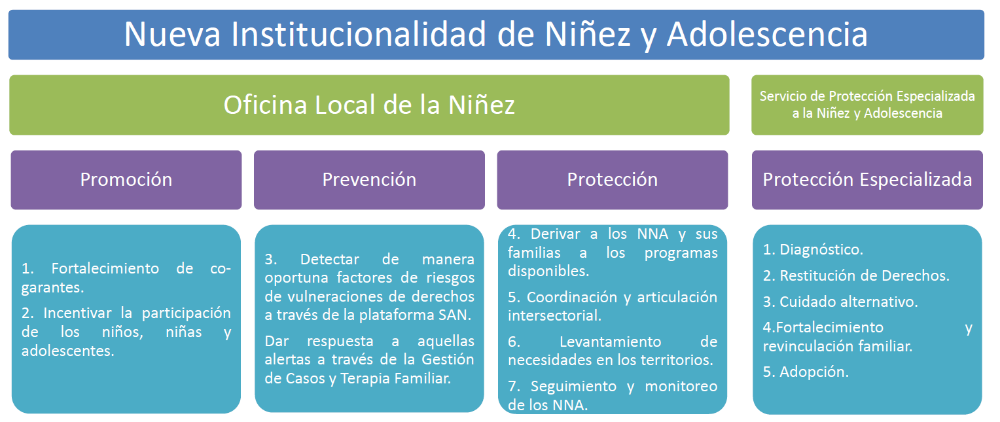 Nueva Institucionalidad de Niñez y Adolescencia
Oficina Local de la Niñez
Servicio de Protección Especializada
a la Niñez y Adolescencia
Promoción
Prevención
Protección
Protección Especializada
1. Fortalecimiento de co-
garantes.
2. Incentivar la participación
de los niños, niñas y
adolescentes.
3. Detectar de manera
oportuna factores de riesgos
de vulneraciones de derechos
a través de la plataforma SAN.
Dar respuesta a aquellas
alertas a través de la Gestión
de Casos y Terapia Familiar.
4. Derivar a los NNA y sus
familias a los programas
disponibles.
5. Coordinación y articulación
intersectorial.
6. Levantamiento de
necesidades en los territorios.
7. Seguimiento y monitoreo
de los NNA.
1. Diagnóstico.
2. Restitución de Derechos.
3. Cuidado alternativo.
4.Fortalecimiento y
revinculación familiar.
5. Adopción.